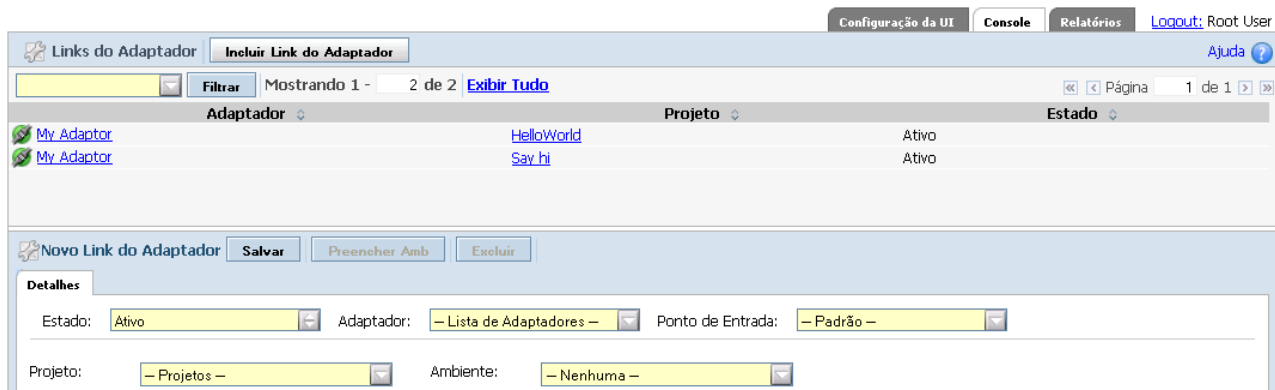 Configuração da UI Console Relatórios Logout: Root User
Links do Adaptador Incluir Link do Adaptador Ajuda ?
Filtrar Mostrando 1 - 2 de 2 Exibir Tudo Página 1 de 1
Adaptador Projeto Estado
My Adaptor HelloWorld Ativo
My Adaptor Say hi Ativo
Novo Link do Adaptador Salvar Preencher Amb Excluir
Detalhes
Estado: Ativo Adaptador: -- Lista de Adaptadores -- Ponto de Entrada: -- Padrão --
Projeto: -- Projetos -- Ambiente: -- Nenhuma --